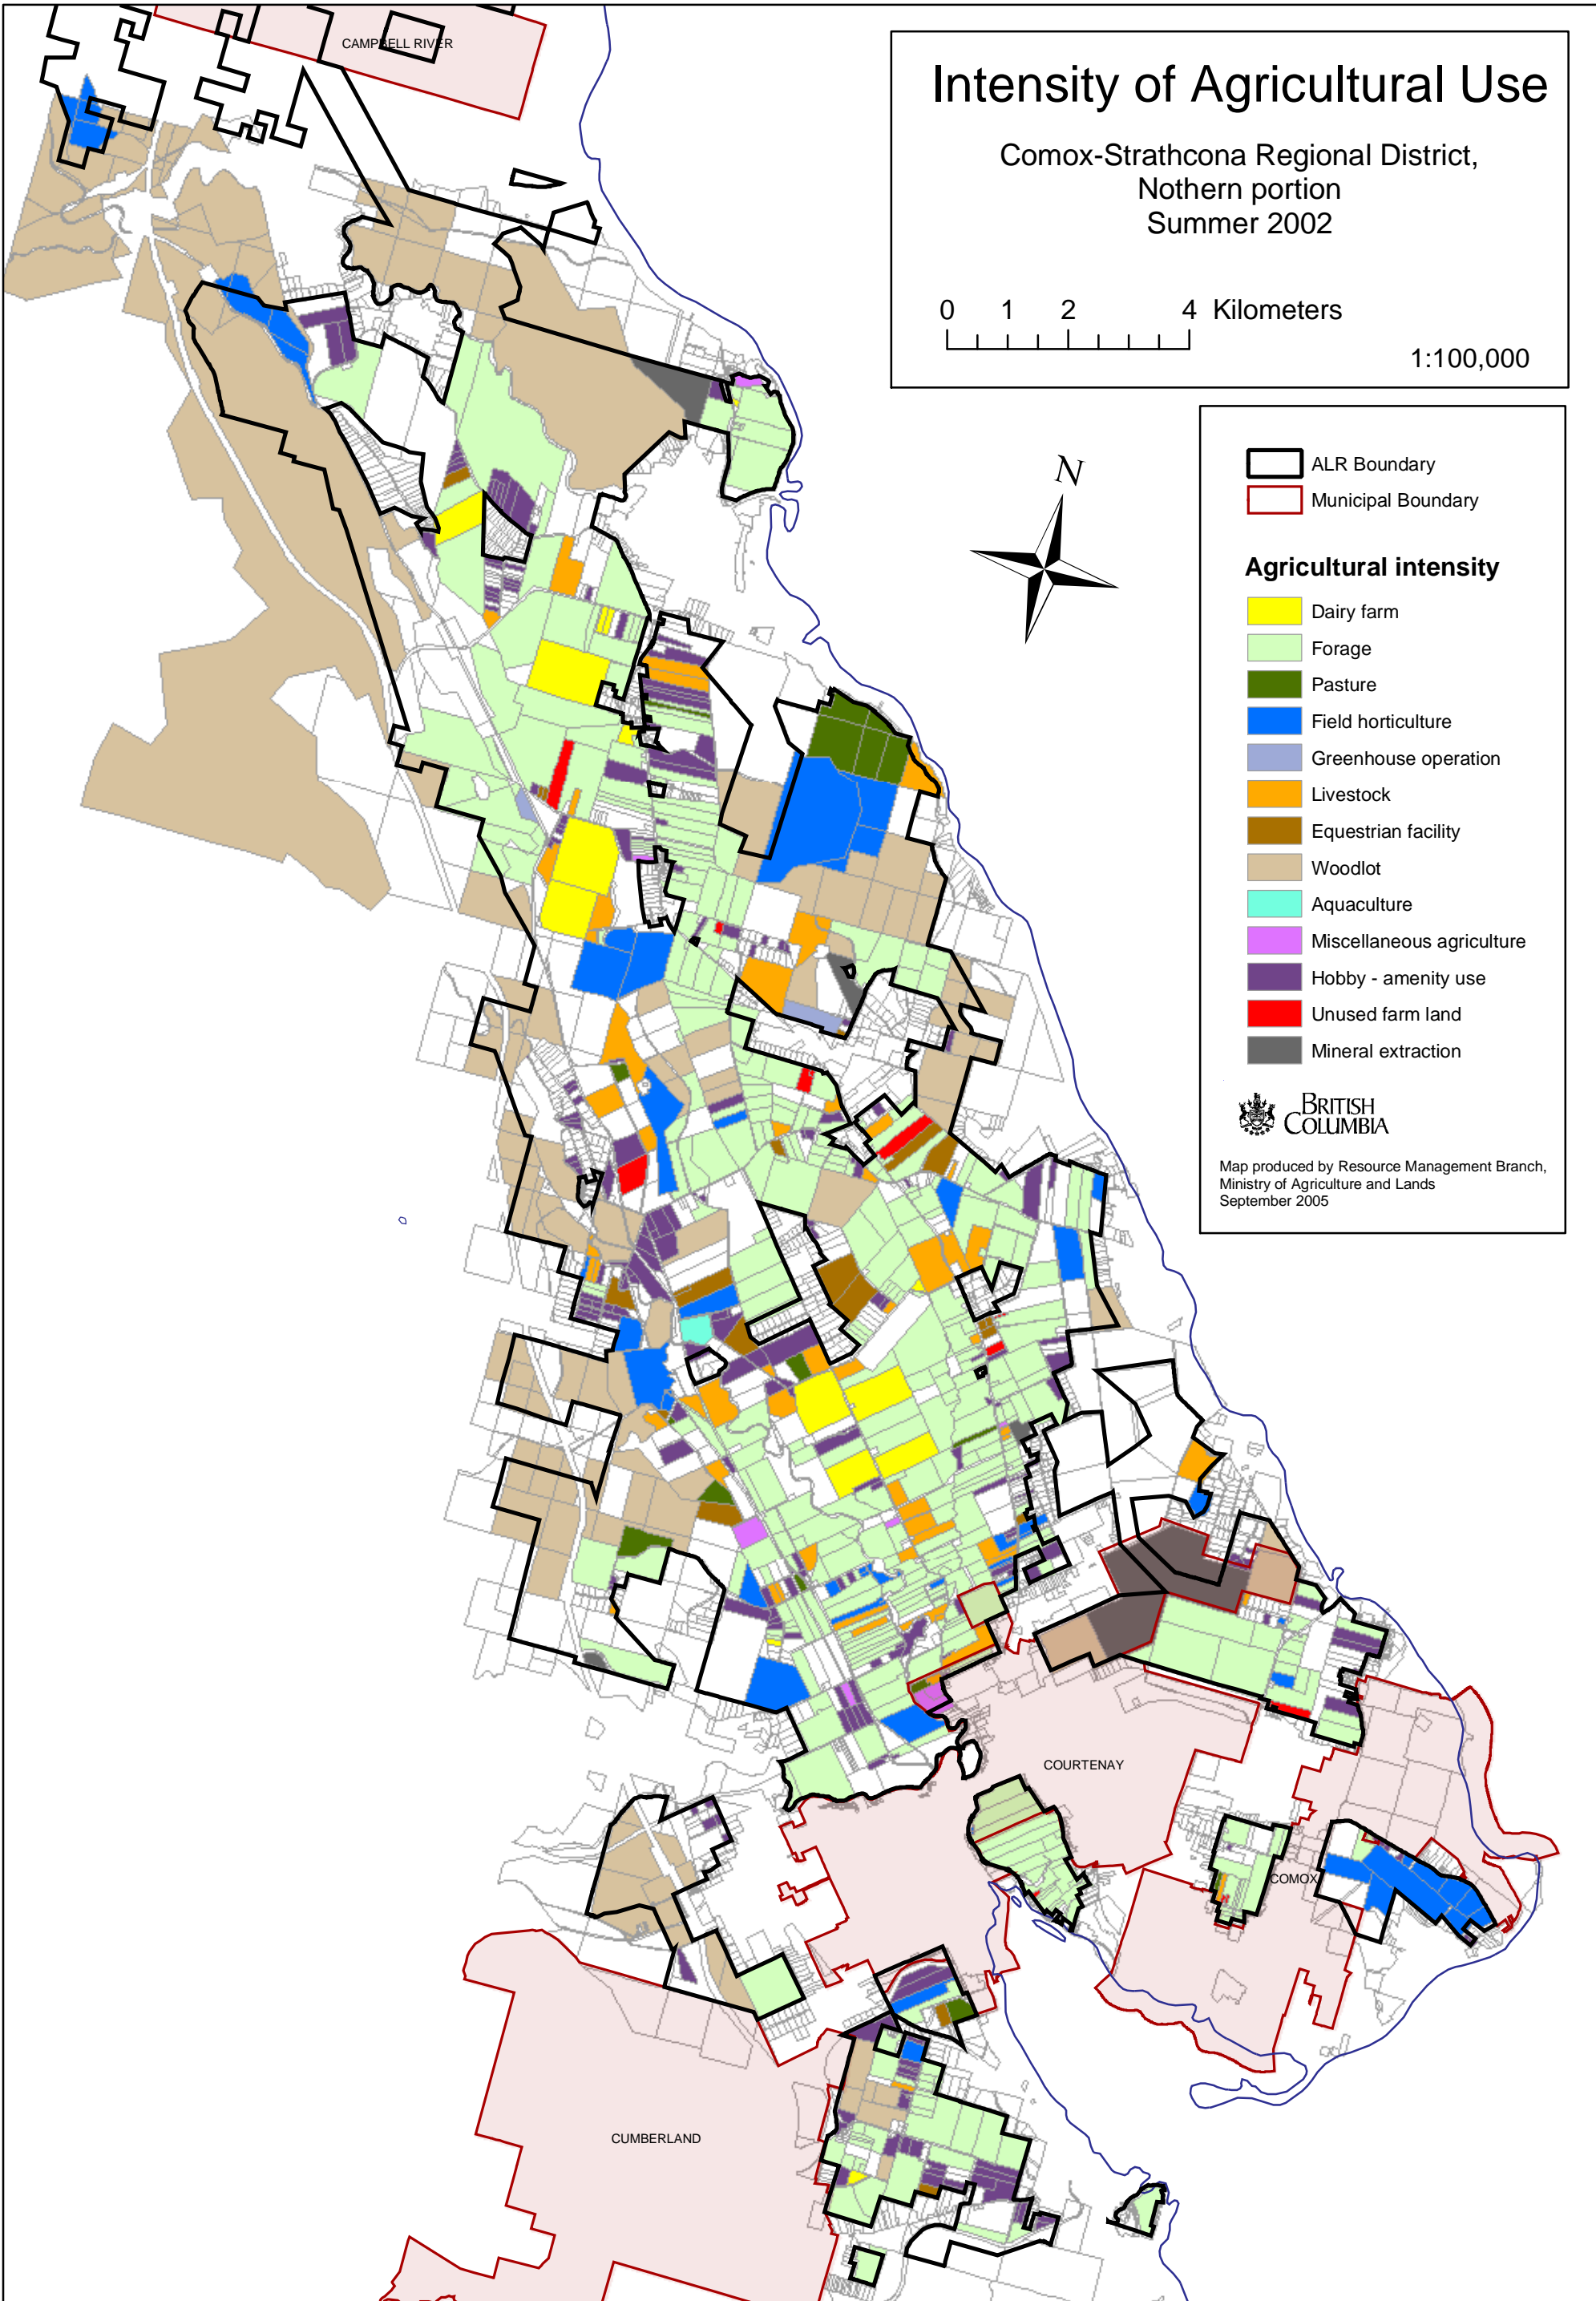 CAMPBELL RIVER
Intensity of Agricultural Use
Comox-Strathcona Regional District,
Nothern portion
Summer 2002
0 1 2 4 Kilometers
1:100,000
N
ALR Boundary
Municipal Boundary
Agricultural intensity
Dairy farm
Forage
Pasture
Field horticulture
Greenhouse operation
Livestock
Equestrian facility
Woodlot
Aquaculture
Miscellaneous agriculture
Hobby - amenity use
Unused farm land
Mineral extraction
BRITISH
COLUMBIA
Map produced by Resource Management Branch,
Ministry of Agriculture and Lands
September 2005
COURTENAY
COMOX
CUMBERLAND